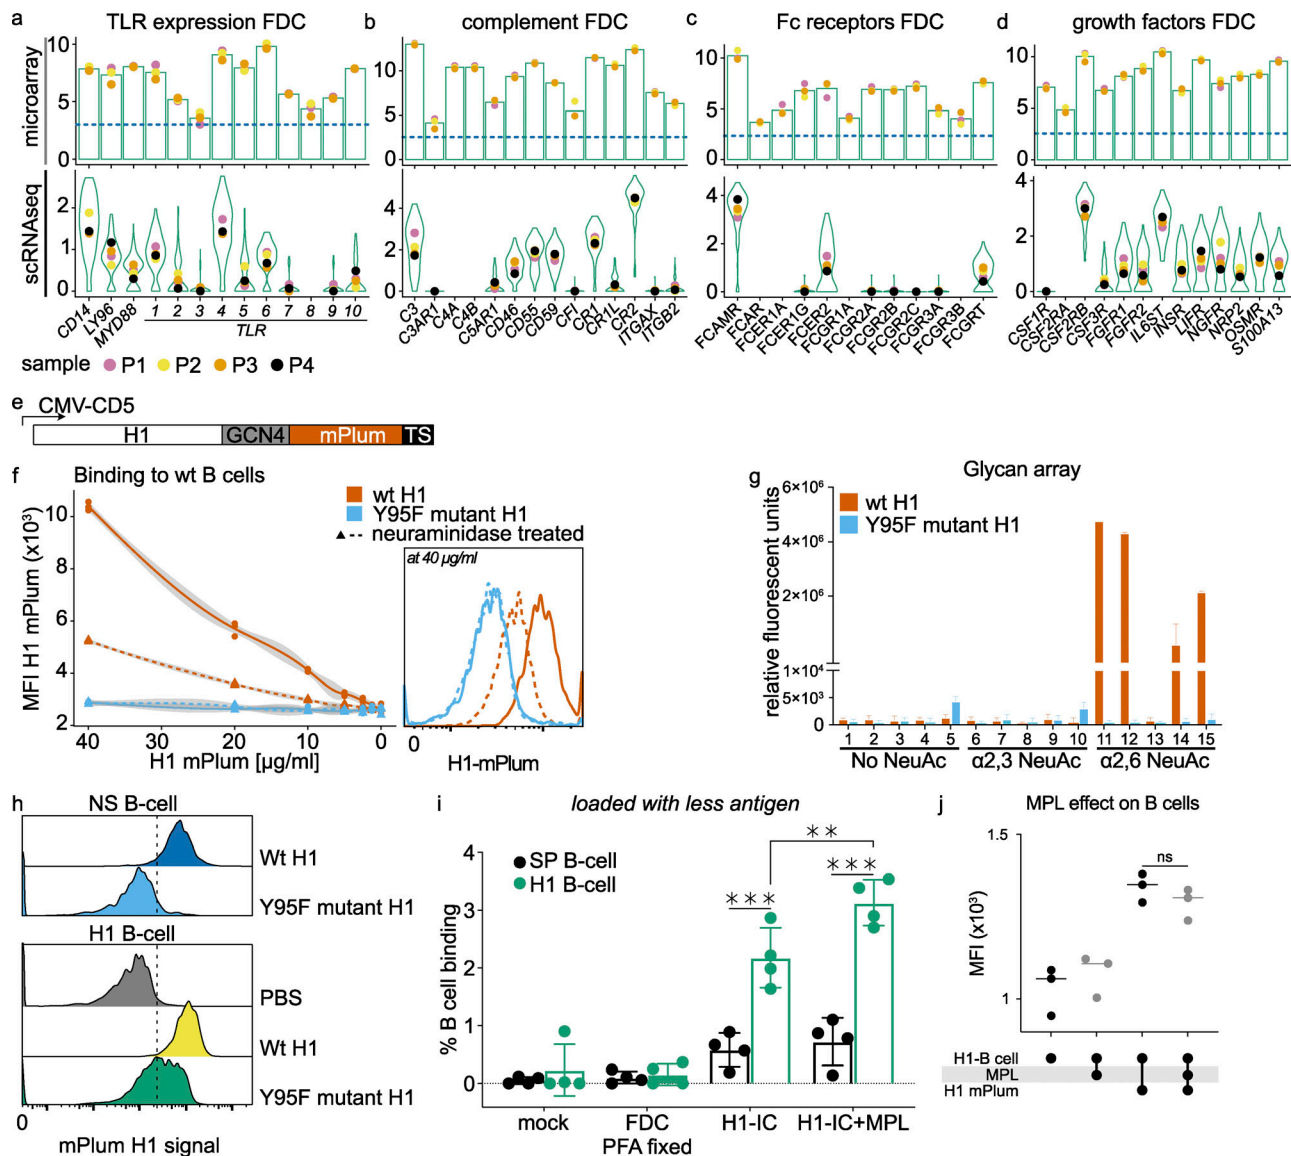 a TLR expression FDC
microarray
10
5
0
scRNAseq
2
1
0
CD14
LY96
MYD88
1
2
3
4
5
6
7
8
9
10
TLR
b complement FDC
10
5
0
4
2
0
C3
C3AR1
C4A
C4B
C5AR1
CD46
CD55
CD59
CFI
CR1
CR1L
CR2
ITGAX
ITGB2
c Fc receptors FDC
10
5
0
4
2
0
FCAMR
FCAR
FCER1A
FCER1G
FCER2
FCGR1A
FCGR2A
FCGR2B
FCGR2C
FCGR3A
FCGR3B
FCGRT
d growth factors FDC
10
5
0
4
2
0
CSF1R
CSF2RA
CSF2RB
CSF3R
FGFR1
FGFR2
IL6ST
INSR
LIFR
NGFR
NRP2
OSMR
S100A13
sample P1 P2 P3 P4
e CMV-CD5
H1 GCN4 mPlum TS
f Binding to wt B cells
wt H1
Y95F mutant H1
neuraminidase treated
MFI H1 mPlum (x10³)
10
8
6
4
2
40 30 20 10 0
H1 mPlum [µg/ml]
at 40 µg/ml
0
H1-mPlum
g Glycan array
wt H1
Y95F mutant H1
relative fluorescent units
6×10⁶
4×10⁶
2×10⁶
1×10⁴
5×10³
0
1 2 3 4 5 6 7 8 9 10 11 12 13 14 15
No NeuAc α2,3 NeuAc α2,6 NeuAc
h NS B-cell
Wt H1
Y95F mutant H1
H1 B-cell
PBS
Wt H1
Y95F mutant H1
0
mPlum H1 signal
i loaded with less antigen
SP B-cell
H1 B-cell
% B cell binding
4
3
2
1
0
**
***
***
mock FDC H1-IC H1-IC+MPL
PFA fixed
j MPL effect on B cells
MFI (x10³)
1.5
1
ns
H1-B cell
MPL
H1 mPlum